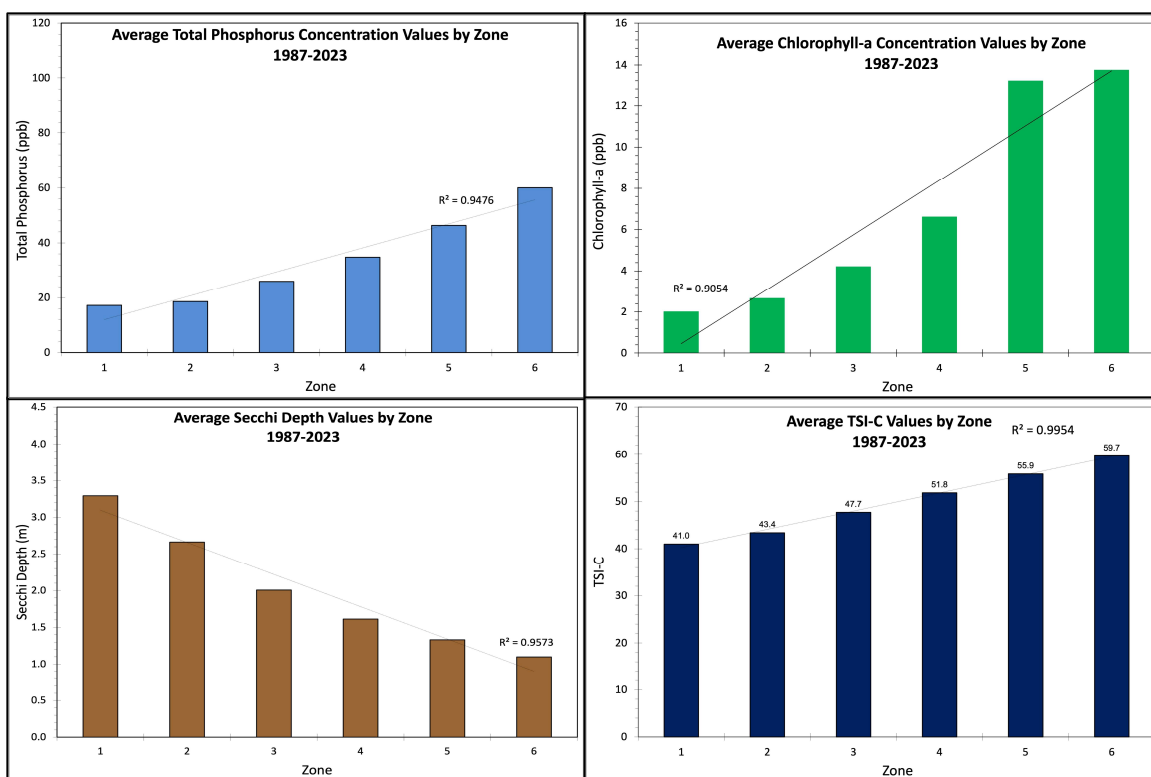 Average Total Phosphorus Concentration Values by Zone
1987-2023
Total Phosphorus (ppb)
120
100
80
60
40
20
0
R² = 0.9476
1 2 3 4 5 6
Zone
Average Chlorophyll-a Concentration Values by Zone
1987-2023
Chlorophyll-a (ppb)
16
14
12
10
8
6
4
2
0
R² = 0.9054
1 2 3 4 5 6
Zone
Average Secchi Depth Values by Zone
1987-2023
Secchi Depth (m)
4.5
4.0
3.5
3.0
2.5
2.0
1.5
1.0
0.5
0.0
R² = 0.9573
1 2 3 4 5 6
Zone
Average TSI-C Values by Zone
1987-2023
R² = 0.9954
TSI-C
70
60
50
40
30
20
10
0
41.0 43.4 47.7 51.8 55.9 59.7
1 2 3 4 5 6
Zone